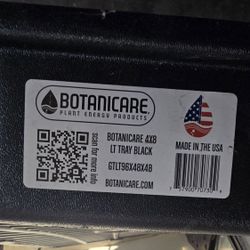 BOTANICARE.
PLANT ENERGY PRODUCTS
scan for more info
BOTANICARE 4X8
LT TRAY BLACK
GTLT96X48X4B
BOTANICARE.COM
MADE IN THE USA